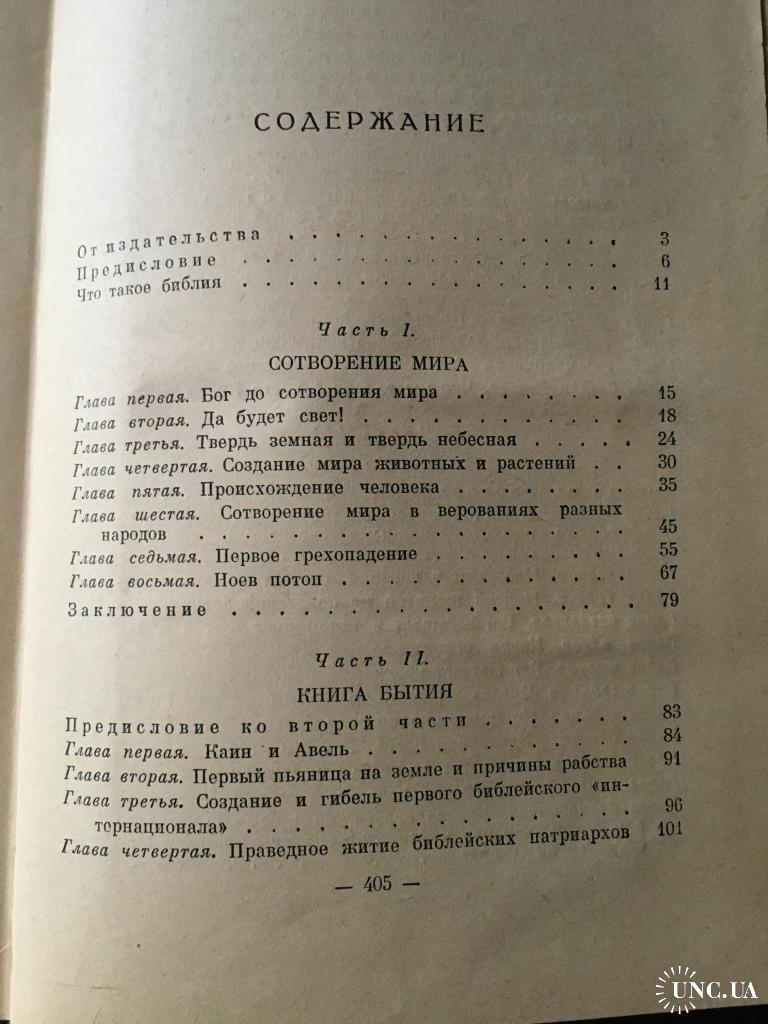 СОДЕРЖАНИЕ
От издательства . . . . . . . . . . . . . . . 3
Предисловие . . . . . . . . . . . . . . . . . 6
Что такое библия . . . . . . . . . . . . . . . . 11
Часть I.
СОТВОРЕНИЕ МИРА
Глава первая. Бог до сотворения мира . . . . . . . . 15
Глава вторая. Да будет свет! . . . . . . . . . . . . 18
Глава третья. Твердь земная и твердь небесная . . . . . 24
Глава четвертая. Создание мира животных и растений . . 30
Глава пятая. Происхождение человека . . . . . . . . 35
Глава шестая. Сотворение мира в верованиях разных
народов . . . . . . . . . . . . . . . . . . . 45
Глава седьмая. Первое грехопадение . . . . . . . . . 55
Глава восьмая. Ноев потоп . . . . . . . . . . . . . 67
Заключение . . . . . . . . . . . . . . . . . . 79
Часть II.
КНИГА БЫТИЯ
Предисловие ко второй части . . . . . . . 83
Глава первая. Каин и Авель . . . . . . . . . . . . 84
Глава вторая. Первый пьяница на земле и причины рабства 91
Глава третья. Создание и гибель первого библейского «ин-
тернационала» . . . . . . . . . . . . . . . . . 96
Глава четвертая. Праведное житие библейских патриархов 101
— 405 —
UNC.UA